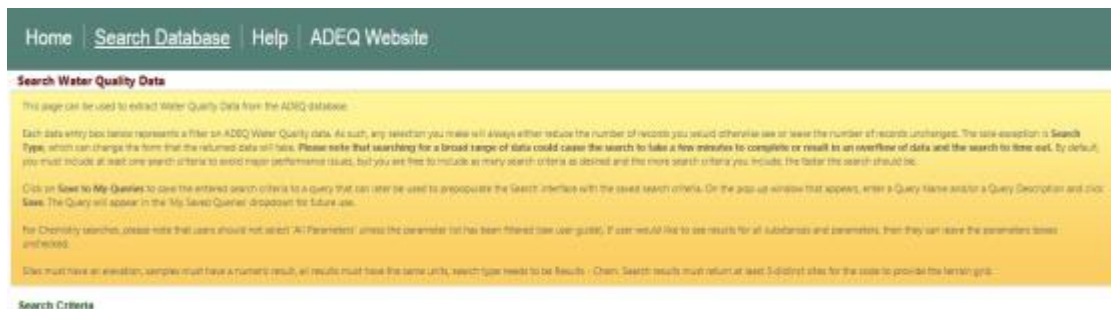 Home | Search Database | Help | ADEQ Website
Search Water Quality Data
This page can be used to extract Water Quality Data from the ADEQ database.
Each data entry box below represents a filter on ADEQ Water Quality data. As such, any selection you make will always either reduce the number of records you would otherwise see or leave the number of records unchanged. The sole exception is Search
Type, which can change the form that the returned data will take. Please note that searching for a broad range of data could cause the search to take a few minutes to complete or result in an overflow of data and the search to time out. By default,
you must include at least one search criteria to avoid major performance issues, but you are free to include as many search criteria as desired and the more search criteria you include, the faster the search should be.
Click on Save to My Queries to save the entered search criteria to a query that can later be used to prepopulate the Search interface with the saved search criteria. On the pop up window that appears, enter a Query Name and/or a Query Description and click
Save. The Query will appear in the 'My Saved Queries' dropdown for future use.
For Chemistry searches, please note that users should not select 'All Parameters' unless the parameter list has been filtered (see user guide). If user would like to see results for all substances and parameters, then they can leave the parameters boxes
unchecked.
Sites must have an elevation, samples must have a numeric result, all results must have the same units, search type needs to be Results - Chem. Search results must return at least 5 distinct sites for the code to provide the terrain grid.
Search Criteria